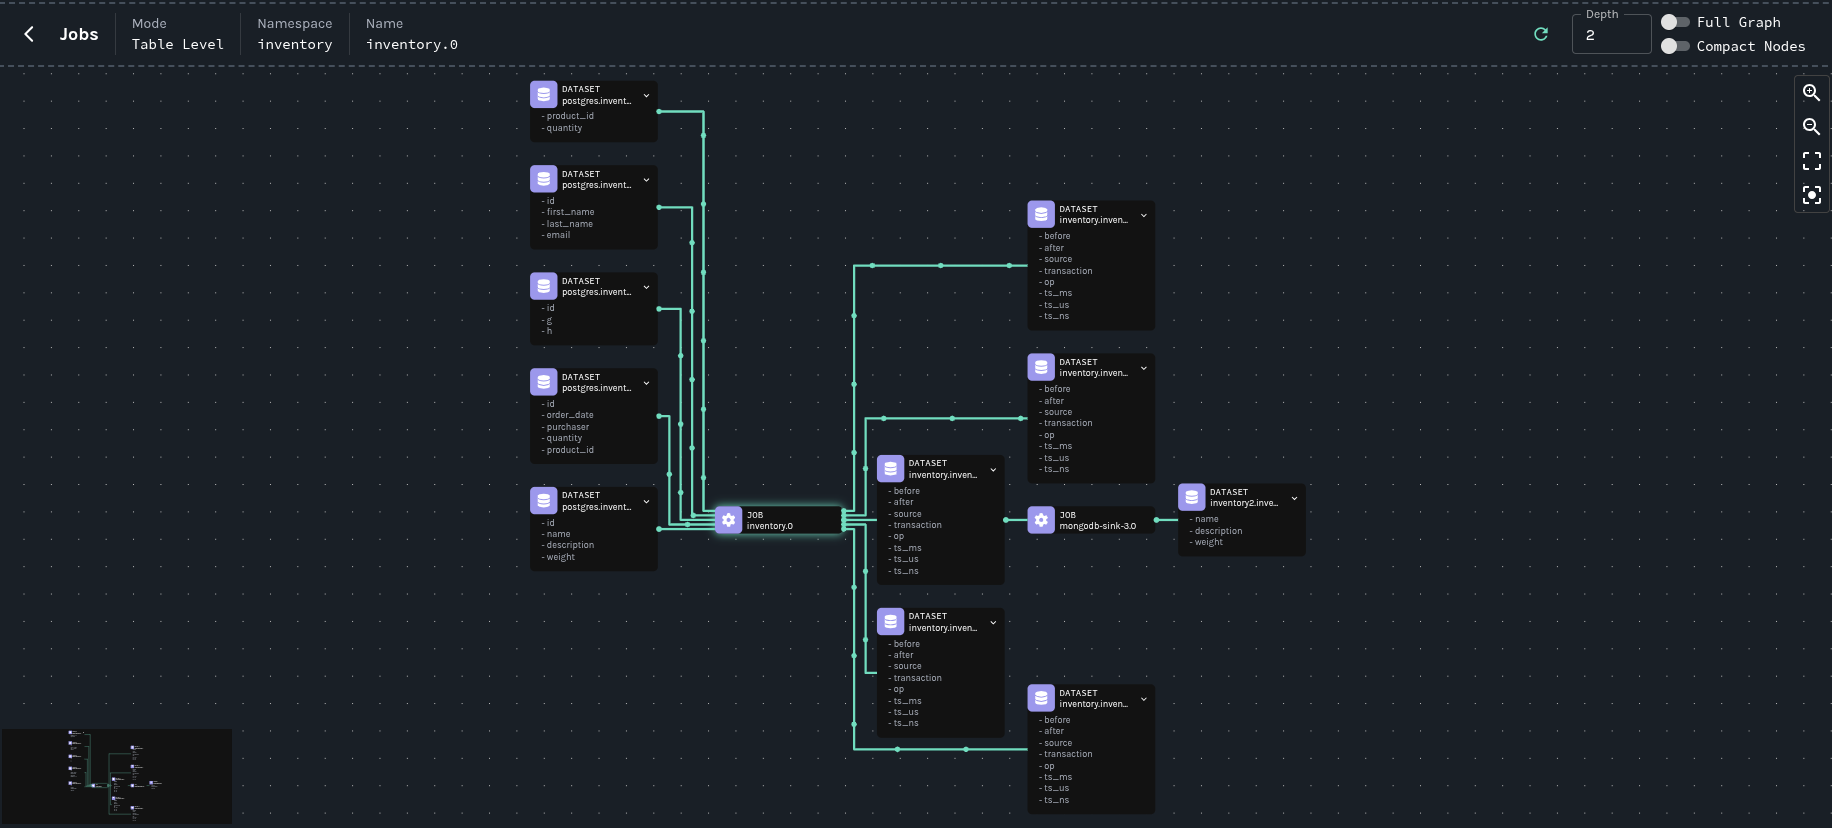 Jobs
Mode
Table Level
Namespace
inventory
Name
inventory.0
Depth
2
Full Graph
Compact Nodes
DATASET
postgres.invent...
- product_id
- quantity
DATASET
postgres.invent...
- id
- first_name
- last_name
- email
DATASET
postgres.invent...
- id
- g
- h
DATASET
postgres.invent...
- id
- order_date
- purchaser
- quantity
- product_id
DATASET
postgres.invent...
- id
- name
- description
- weight
JOB
inventory.0
DATASET
inventory.inven...
- before
- after
- source
- transaction
- op
- ts_ms
- ts_us
- ts_ns
DATASET
inventory.inven...
- before
- after
- source
- transaction
- op
- ts_ms
- ts_us
- ts_ns
DATASET
inventory.inven...
- before
- after
- source
- transaction
- op
- ts_ms
- ts_us
- ts_ns
JOB
mongodb-sink-3.0
DATASET
inventory2.inve...
- name
- description
- weight
DATASET
inventory.inven...
- before
- after
- source
- transaction
- op
- ts_ms
- ts_us
- ts_ns
DATASET
inventory.inven...
- before
- after
- source
- transaction
- op
- ts_ms
- ts_us
- ts_ns